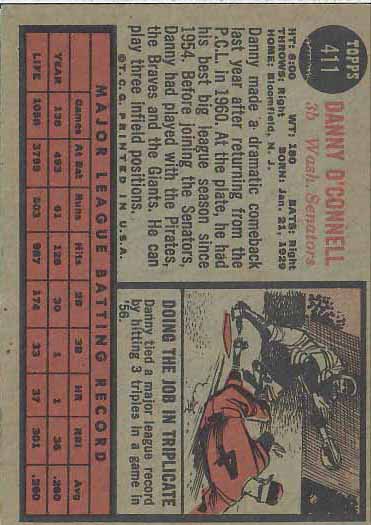 TOPPS
411
DANNY O'CONNELL
3b Wash. Senators
HT: 6:00 WT: 180 BATS: Right
THROWS: Right BORN: Jan. 21, 1929
HOME: Bloomfield, N. J.
Danny made a dramatic comeback
last year after returning from the
P.C.L. in 1960. At the plate, he had
his best big league season since
1954. Before joining the Senators,
Danny had played with the Pirates,
the Braves and the Giants. He can
play three infield positions.
©T.C.G. PRINTED IN U.S.A.
4
DOING THE JOB IN TRIPLICATE
Danny tied a major league record
by hitting 3 triples in a game in
'56.
MAJOR LEAGUE BATTING RECORD
Games At Bat Runs Hits 2B 3B HR RBI Avg.
YEAR 138 493 61 128 30 1 1 36 .260
LIFE 1058 3799 503 987 174 33 37 301 .260